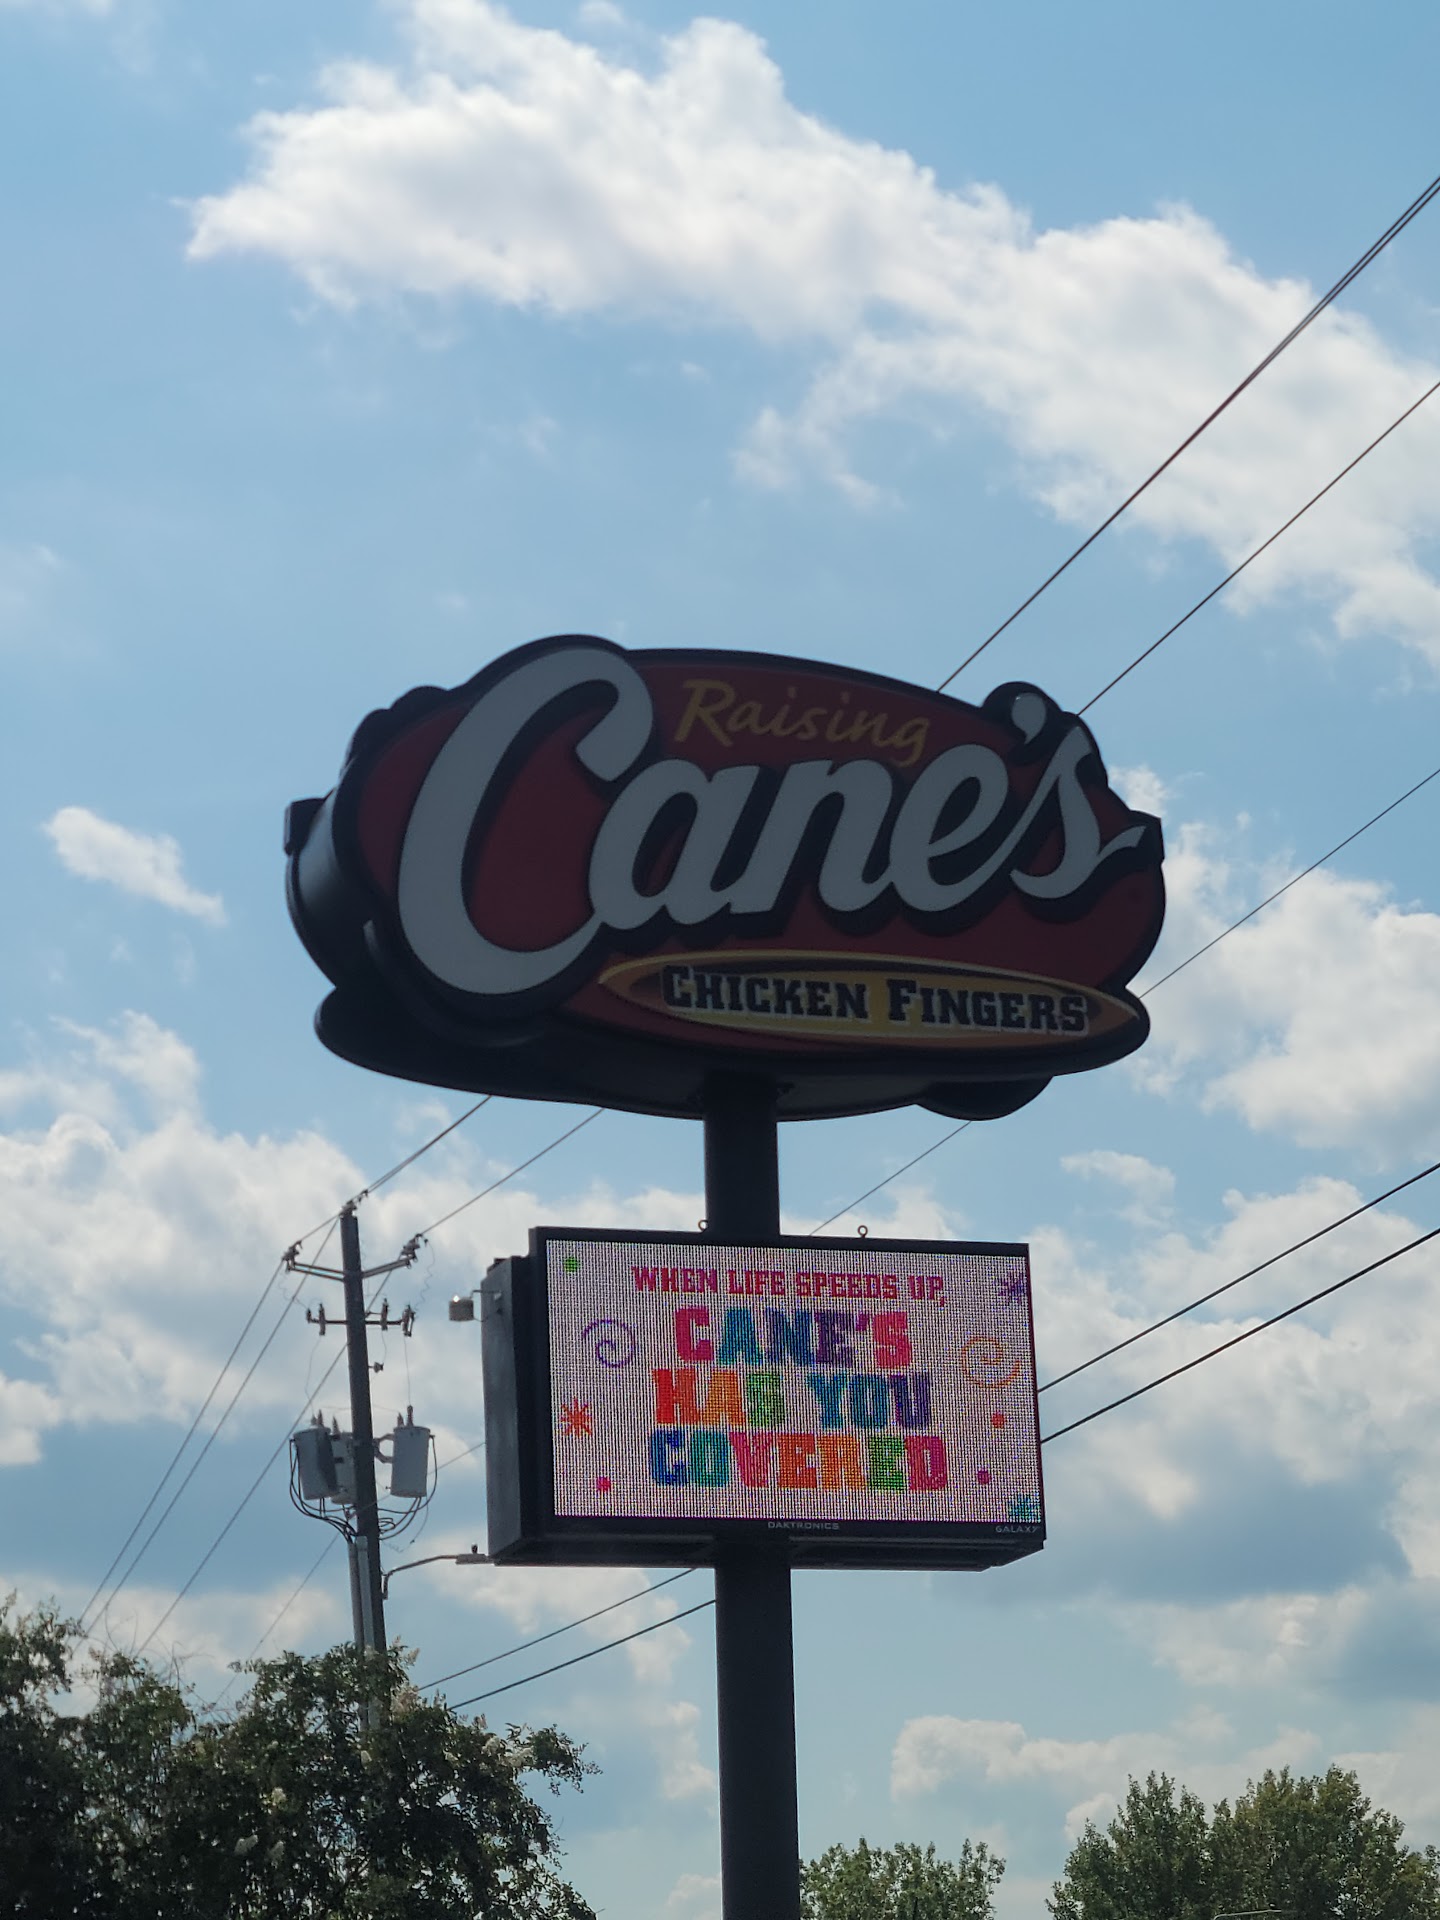 Raising
Cane's
CHICKEN FINGERS
WHEN LIFE SPEEDS UP,
CANE'S
HAS YOU
COVERED
DAKTRONICS
GALAXY